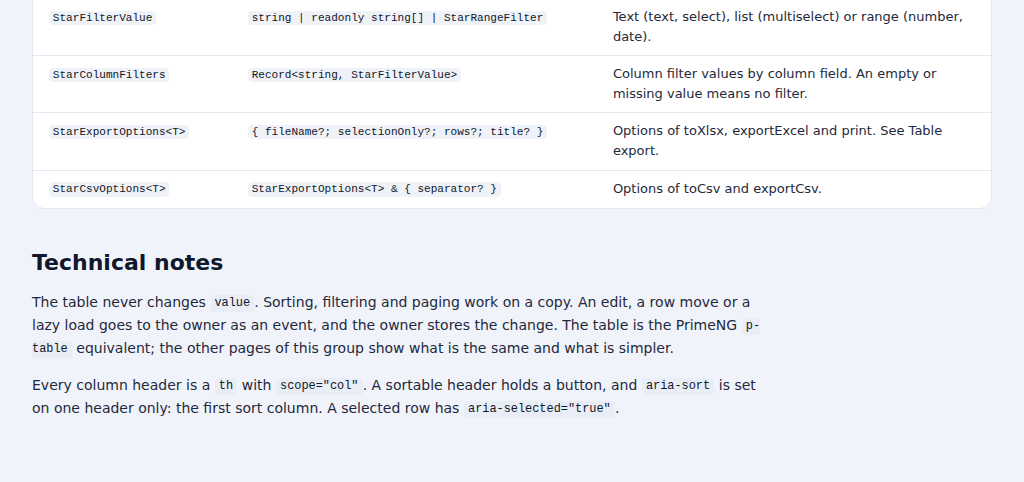 StarFilterValue string | readonly string[] | StarRangeFilter Text (text, select), list (multiselect) or range (number, date).
StarColumnFilters Record<string, StarFilterValue> Column filter values by column field. An empty or missing value means no filter.
StarExportOptions<T> { fileName?; selectionOnly?; rows?; title? } Options of toXlsx, exportExcel and print. See Table export.
StarCsvOptions<T> StarExportOptions<T> & { separator? } Options of toCsv and exportCsv.
Technical notes
The table never changes value. Sorting, filtering and paging work on a copy. An edit, a row move or a
lazy load goes to the owner as an event, and the owner stores the change. The table is the PrimeNG p-
table equivalent; the other pages of this group show what is the same and what is simpler.
Every column header is a th with scope="col". A sortable header holds a button, and aria-sort is set
on one header only: the first sort column. A selected row has aria-selected="true".